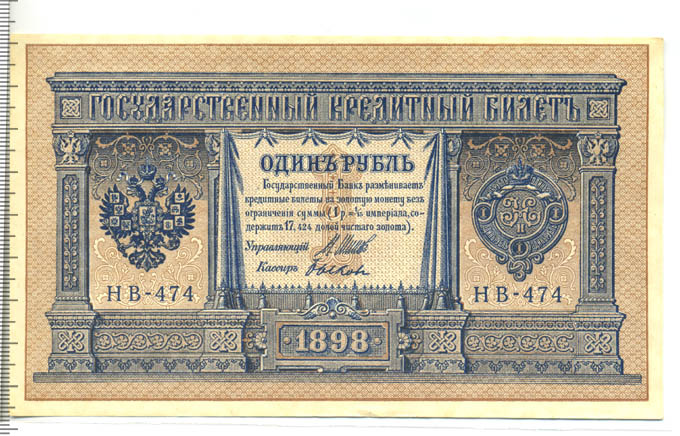 ГОСУДАРСТВЕННЫЙ КРЕДИТНЫЙ БИЛЕТЪ
ОДИНЪ РУБЛЬ
Государственный Банкъ размѣниваетъ
кредитные билеты на золотую монету безъ
ограниченія суммы (1 р.=1/15 имперіала, со-
держитъ 17,424 долей чистаго золота).
Управляющій
Кассиръ
НВ-474
НВ-474
1898